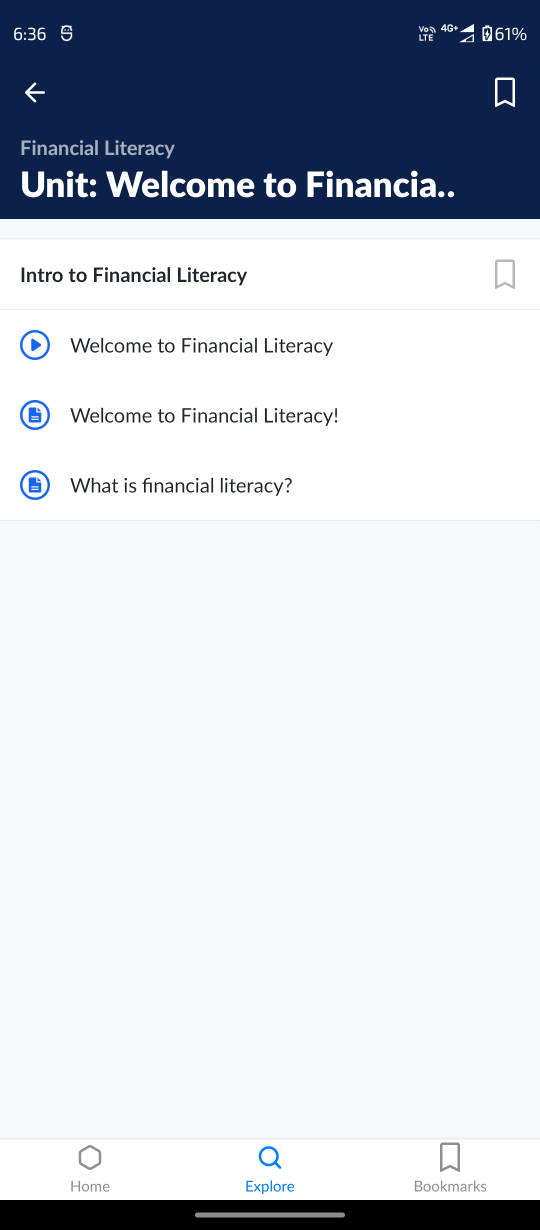 6:36
Vo LTE 4G+ 61%
Financial Literacy
Unit: Welcome to Financia..
Intro to Financial Literacy
Welcome to Financial Literacy
Welcome to Financial Literacy!
What is financial literacy?
Home Explore Bookmarks